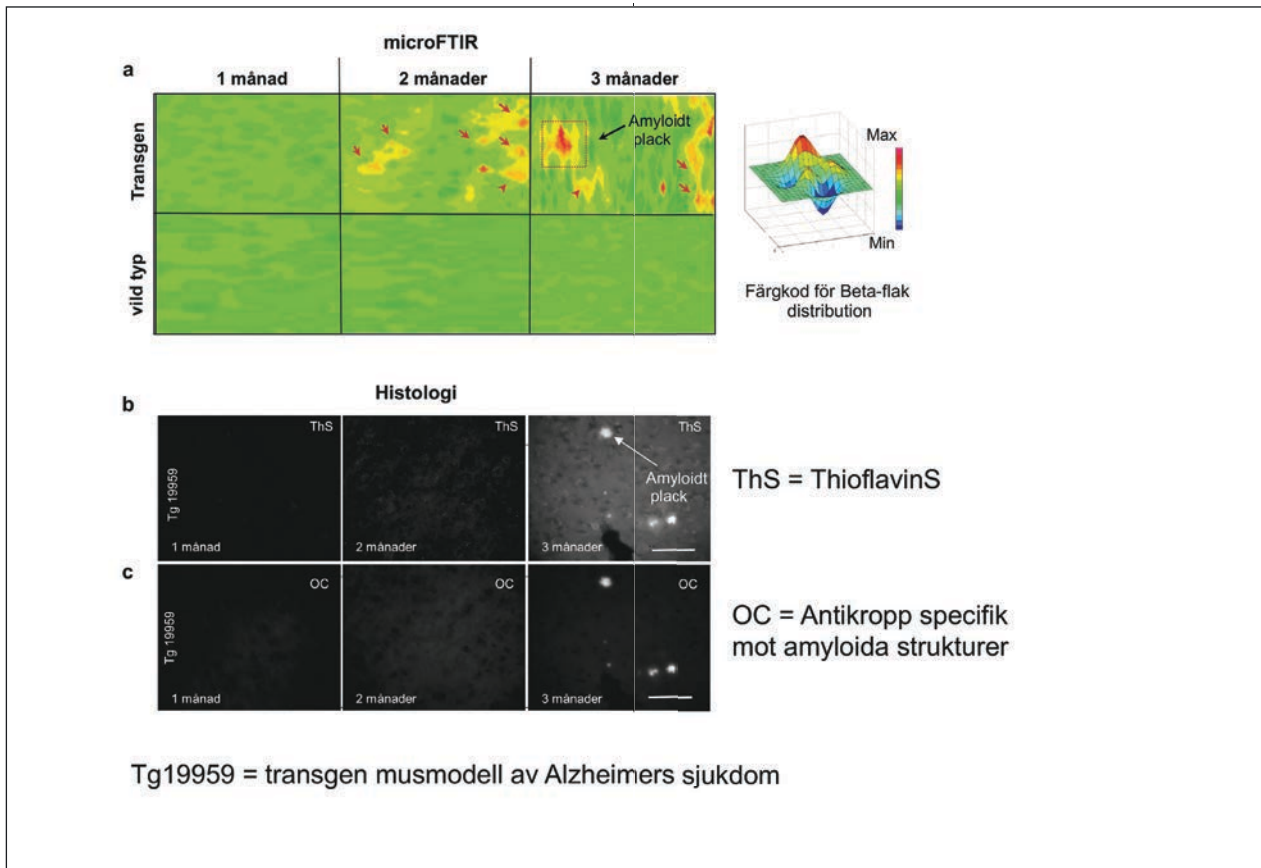 microFTIR
a
1 månad
2 månader
3 månader
Transgen
Amyloidt
plack
vild typ
Max
Min
Färgkod för Beta-flak
distribution
Histologi
b
ThS
ThS
ThS
Tg 19959
Amyloidt
plack
1 månad
2 månader
3 månader
ThS = ThioflavinS
c
OC
OC
OC
Tg 19959
1 månad
2 månader
3 månader
OC = Antikropp specifik
mot amyloida strukturer
Tg19959 = transgen musmodell av Alzheimers sjukdom